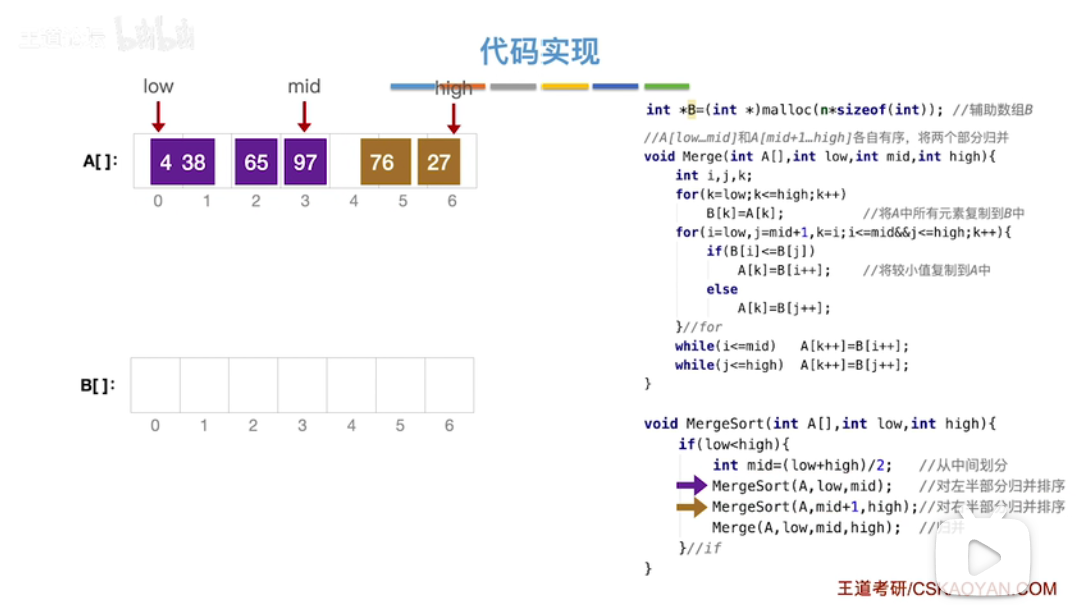 bilibili
代码实现
low
mid
high
A[ ]:
4 38 65 97 76 27
0 1 2 3 4 5 6
B[ ]:
0 1 2 3 4 5 6
int *B=(int *)malloc(n*sizeof(int)); //辅助数组B
//A[low…mid]和A[mid+1…high]各自有序，将两个部分归并
void Merge(int A[],int low,int mid,int high){
int i,j,k;
for(k=low;k<=high;k++)
B[k]=A[k]; //将A中所有元素复制到B中
for(i=low,j=mid+1,k=i;i<=mid&&j<=high;k++){
if(B[i]<=B[j])
A[k]=B[i++]; //将较小值复制到A中
else
A[k]=B[j++];
}//for
while(i<=mid) A[k++]=B[i++];
while(j<=high) A[k++]=B[j++];
}
void MergeSort(int A[],int low,int high){
if(low<high){
int mid=(low+high)/2; //从中间划分
MergeSort(A,low,mid); //对左半部分归并排序
MergeSort(A,mid+1,high);//对右半部分归并排序
Merge(A,low,mid,high); //归并
}//if
}
王道考研/CSKAOYAN.COM